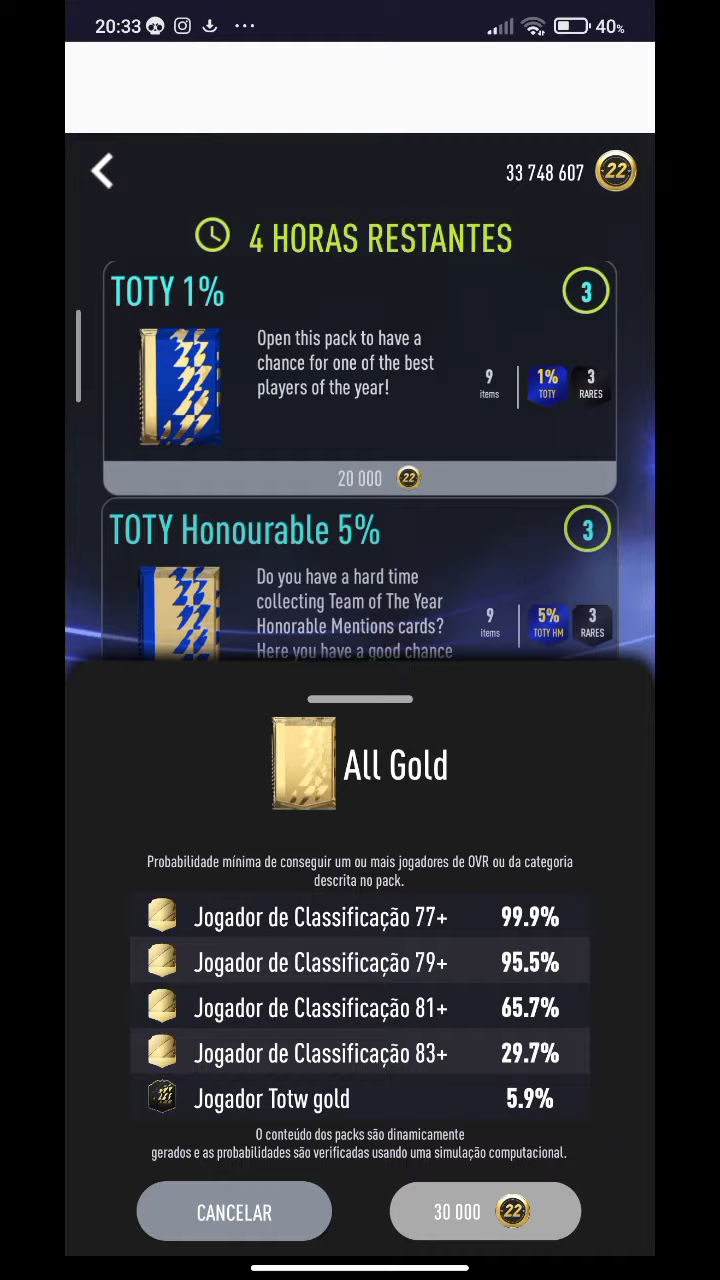 20:33 ... 40%
33 748 607 22
4 HORAS RESTANTES
TOTY 1% 3
Open this pack to have a
chance for one of the best
players of the year!
9 items 1% TOTY 3 RARES
20 000 22
TOTY Honourable 5% 3
Do you have a hard time
collecting Team of The Year
Honorable Mentions cards?
Here you have a good chance
9 items 5% TOTY HM 3 RARES
All Gold
Probabilidade mínima de conseguir um ou mais jogadores de OVR ou da categoria
descrita no pack.
Jogador de Classificação 77+ 99.9%
Jogador de Classificação 79+ 95.5%
Jogador de Classificação 81+ 65.7%
Jogador de Classificação 83+ 29.7%
Jogador Totw gold 5.9%
O conteúdo dos packs são dinamicamente
gerados e as probabilidades são verificadas usando uma simulação computacional.
CANCELAR 30 000 22